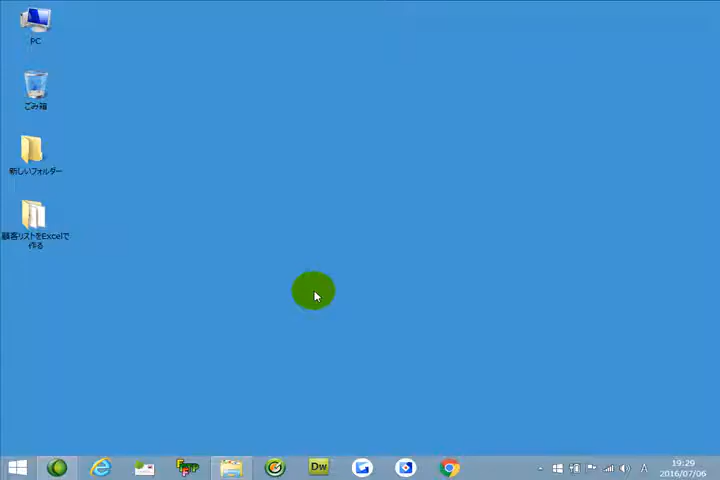 PC
ごみ箱
新しいフォルダー
顧客リストをExcelで
作る
FFFTP
Dw
A
19:29
2016/07/06